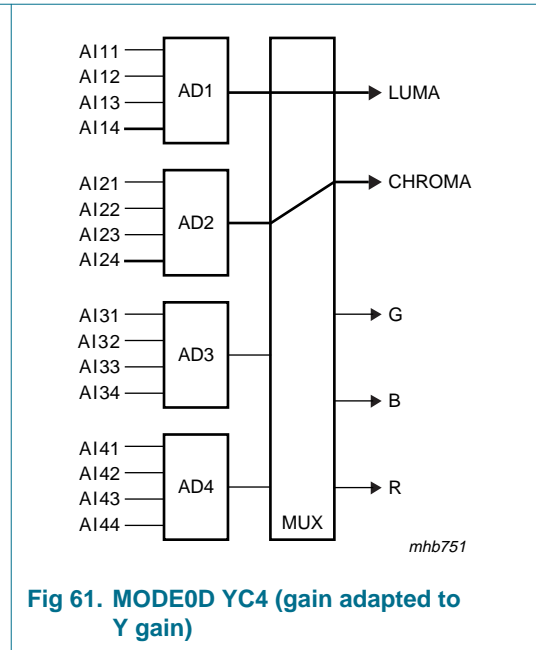 AI11
AI12
AI13
AI14
AD1
LUMA
AI21
AI22
AI23
AI24
AD2
CHROMA
AI31
AI32
AI33
AI34
AD3
G
B
AI41
AI42
AI43
AI44
AD4
R
MUX
mhb751
Fig 61. MODE0D YC4 (gain adapted to
Y gain)